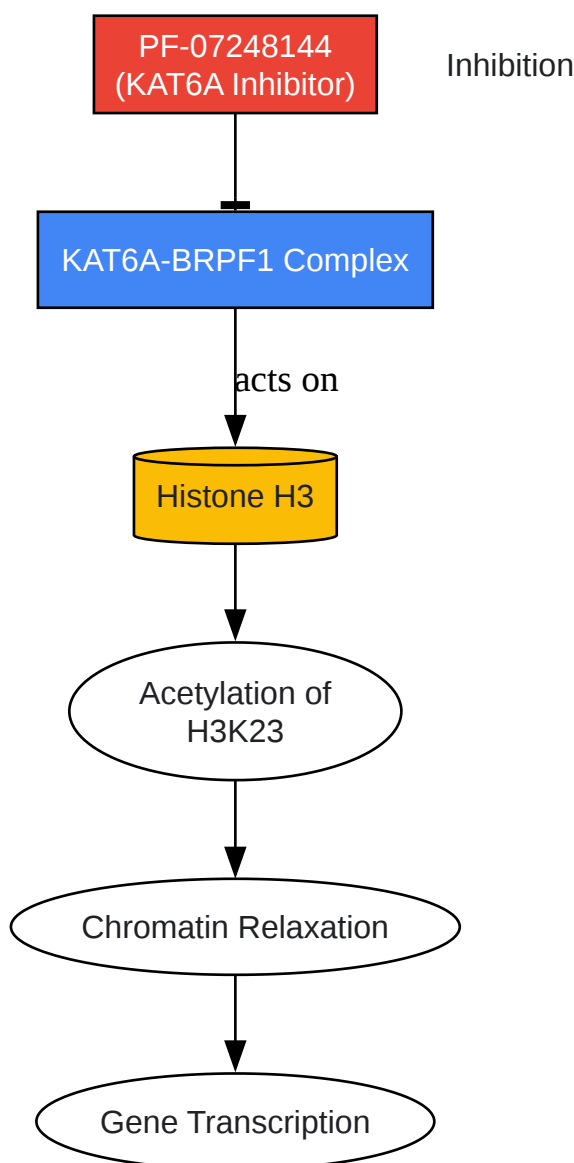 PF-07248144
(KAT6A Inhibitor)
Inhibition
KAT6A-BRPF1 Complex
acts on
Histone H3
Acetylation of
H3K23
Chromatin Relaxation
Gene Transcription